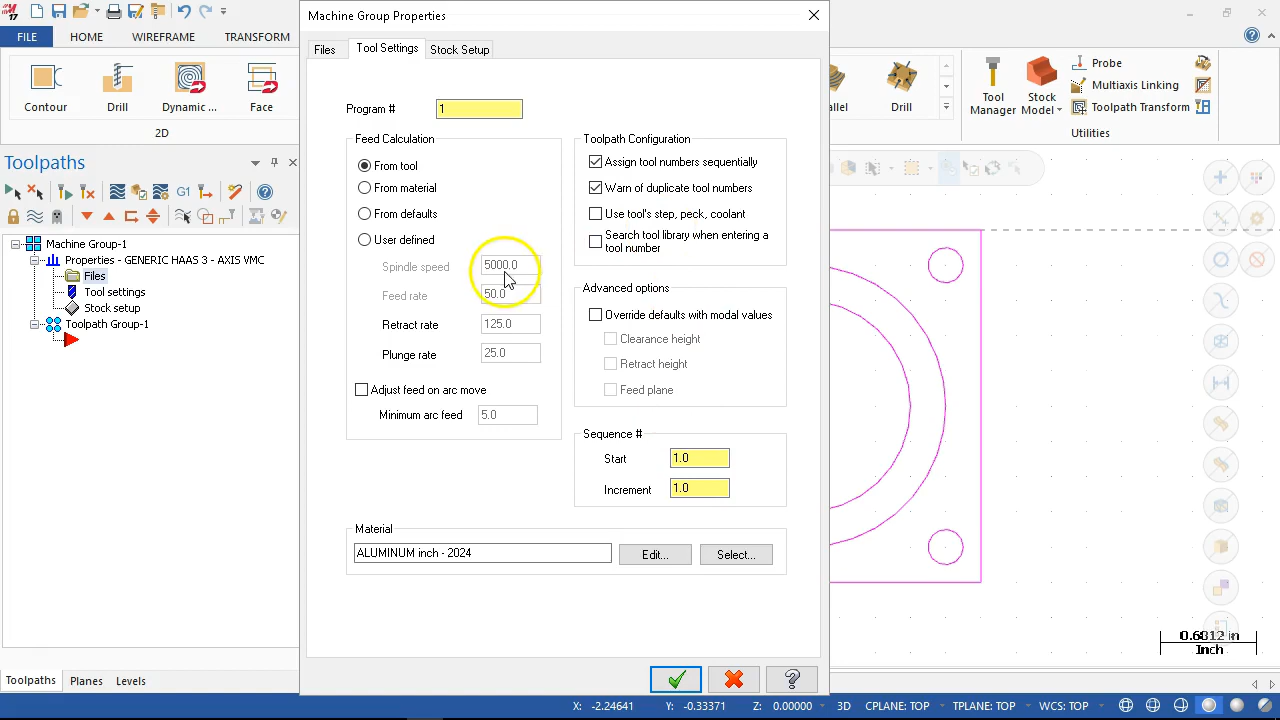 17
Machine Group Properties
FILE
HOME
WIREFRAME
TRANSFORM
Files
Tool Settings
Stock Setup
Contour
Drill
Dynamic ...
Face
2D
Drill
Tool
Manager
Stock
Model
Probe
Multiaxis Linking
Toolpath Transform
Utilities
Toolpaths
G1
Machine Group-1
Properties - GENERIC HAAS 3 - AXIS VMC
Files
Tool settings
Stock setup
Toolpath Group-1
Program #
1
Feed Calculation
From tool
From material
From defaults
User defined
Spindle speed
5000.0
Feed rate
50.0
Retract rate
125.0
Plunge rate
25.0
Adjust feed on arc move
Minimum arc feed
5.0
Toolpath Configuration
Assign tool numbers sequentially
Warn of duplicate tool numbers
Use tool's step, peck, coolant
Search tool library when entering a
tool number
Advanced options
Override defaults with modal values
Clearance height
Retract height
Feed plane
Sequence #
Start
1.0
Increment
1.0
Material
ALUMINUM inch - 2024
Edit...
Select...
0.6312 in
Inch
Toolpaths
Planes
Levels
X: -2.24641
Y: -0.33371
Z: 0.00000
3D
CPLANE: TOP
TPLANE: TOP
WCS: TOP